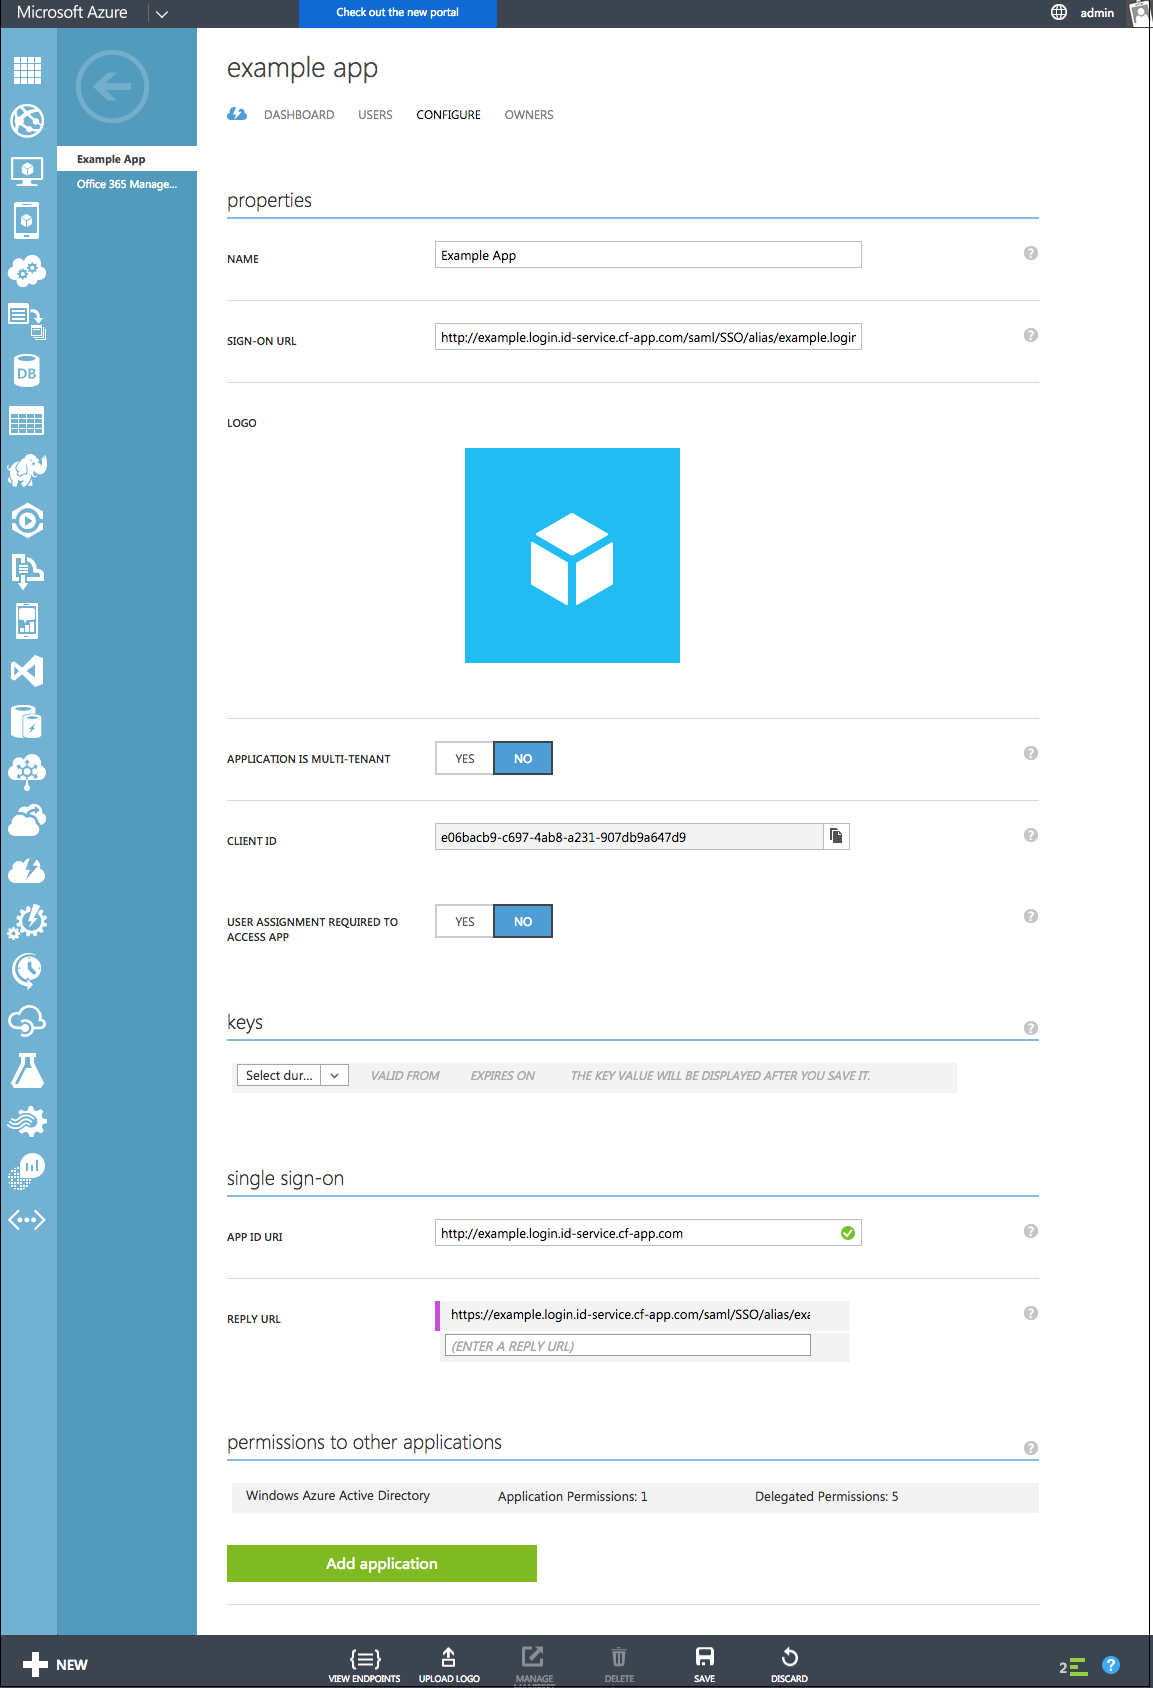 Microsoft Azure
Check out the new portal
admin
example app
DASHBOARD USERS CONFIGURE OWNERS
Example App
Office 365 Manage...
properties
NAME
Example App
SIGN-ON URL
http://example.login.id-service.cf-app.com/saml/SSO/alias/example.login
LOGO
APPLICATION IS MULTI-TENANT
YES NO
CLIENT ID
e06bacb9-c697-4ab8-a231-907db9a647d9
USER ASSIGNMENT REQUIRED TO
ACCESS APP
YES NO
keys
Select dur... VALID FROM EXPIRES ON THE KEY VALUE WILL BE DISPLAYED AFTER YOU SAVE IT.
single sign-on
APP ID URI
http://example.login.id-service.cf-app.com
REPLY URL
https://example.login.id-service.cf-app.com/saml/SSO/alias/exa
(ENTER A REPLY URL)
permissions to other applications
Windows Azure Active Directory Application Permissions: 1 Delegated Permissions: 5
Add application
DB
NEW
VIEW ENDPOINTS UPLOAD LOGO MANAGE
MANIFEST
DELETE SAVE DISCARD
2